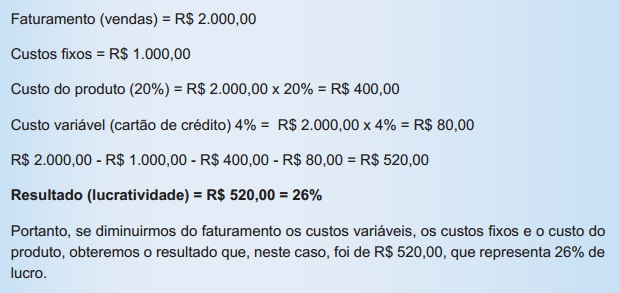 Faturamento (vendas) = R$ 2.000,00
Custos fixos = R$ 1.000,00
Custo do produto (20%) = R$ 2.000,00 x 20% = R$ 400,00
Custo variável (cartão de crédito) 4% =  R$ 2.000,00 x 4% = R$ 80,00
R$ 2.000,00 - R$ 1.000,00 - R$ 400,00 - R$ 80,00 = R$ 520,00
Resultado (lucratividade) = R$ 520,00 = 26%
Portanto, se diminuirmos do faturamento os custos variáveis, os custos fixos e o custo do
produto, obteremos o resultado que, neste caso, foi de R$ 520,00, que representa 26% de
lucro.